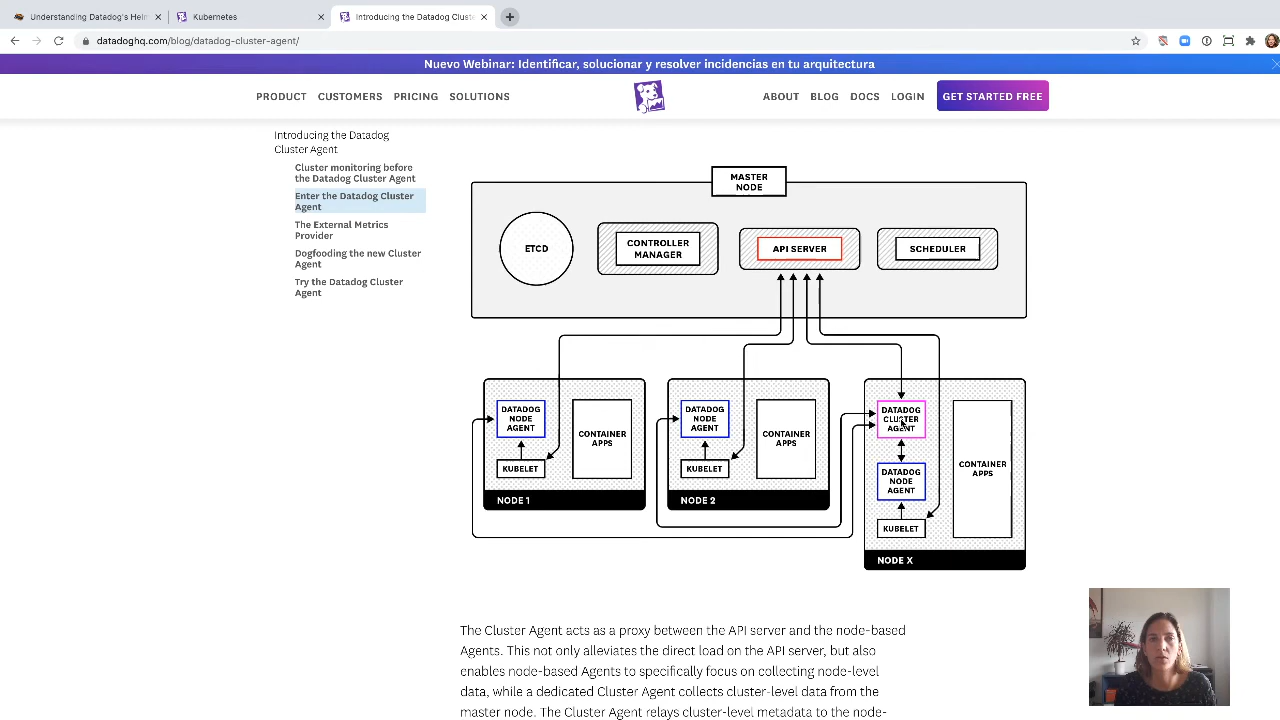 Understanding Datadog's Helm
Kubernetes
Introducing the Datadog Cluste
datadoghq.com/blog/datadog-cluster-agent/
Nuevo Webinar: Identificar, solucionar y resolver incidencias en tu arquitectura
PRODUCT CUSTOMERS PRICING SOLUTIONS
ABOUT BLOG DOCS LOGIN GET STARTED FREE
Introducing the Datadog
Cluster Agent
Cluster monitoring before
the Datadog Cluster Agent
Enter the Datadog Cluster
Agent
The External Metrics
Provider
Dogfooding the new Cluster
Agent
Try the Datadog Cluster
Agent
MASTER
NODE
ETCD
CONTROLLER
MANAGER
API SERVER
SCHEDULER
DATADOG
NODE
AGENT
CONTAINER
APPS
KUBELET
NODE 1
DATADOG
NODE
AGENT
CONTAINER
APPS
KUBELET
NODE 2
DATADOG
CLUSTER
AGENT
DATADOG
NODE
AGENT
CONTAINER
APPS
KUBELET
NODE X
The Cluster Agent acts as a proxy between the API server and the node-based
Agents. This not only alleviates the direct load on the API server, but also
enables node-based Agents to specifically focus on collecting node-level
data, while a dedicated Cluster Agent collects cluster-level data from the
master node. The Cluster Agent relays cluster-level metadata to the node-